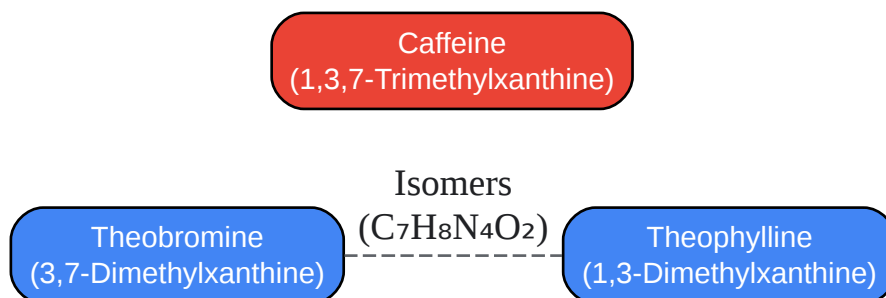 Caffeine
(1,3,7-Trimethylxanthine)
Isomers
(C₇H₈N₄O₂)
Theobromine
(3,7-Dimethylxanthine)
Theophylline
(1,3-Dimethylxanthine)